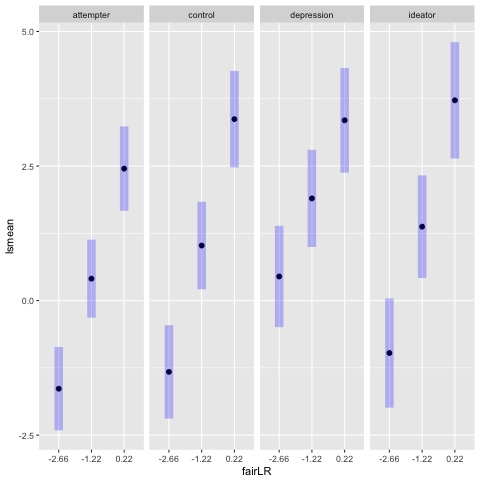 attempter control depression ideator
5.0
2.5
0.0
-2.5
lsmean
-2.66 -1.22 0.22 -2.66 -1.22 0.22 -2.66 -1.22 0.22 -2.66 -1.22 0.22
fairLR